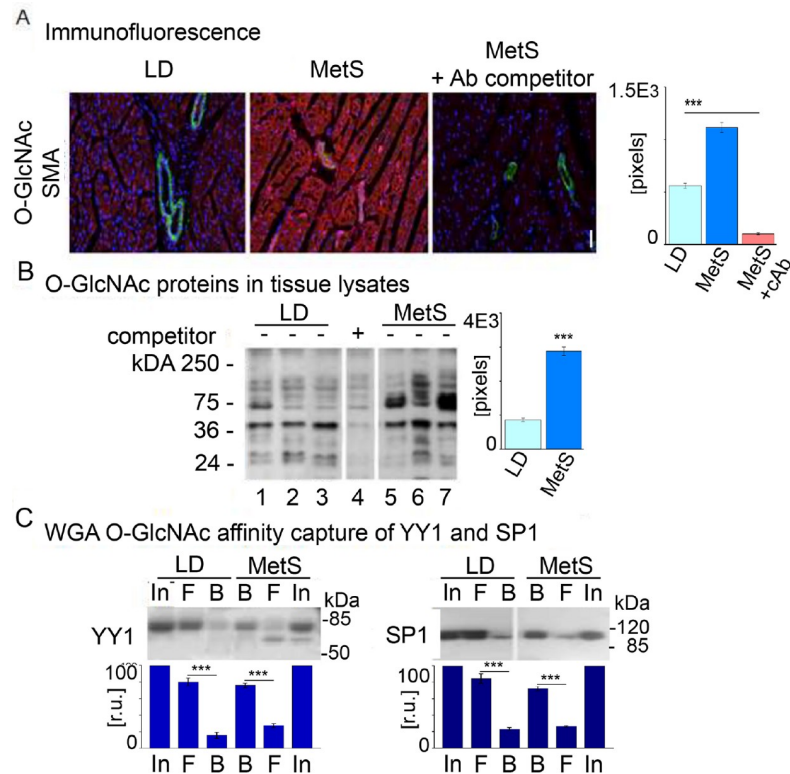 A
Immunofluorescence
LD
MetS
MetS
+ Ab competitor
O-GlcNAc
SMA
1.5E3
[pixels]
0
***
LD
MetS
MetS
+cAb
B
O-GlcNAc proteins in tissue lysates
LD
MetS
competitor - - - + - - -
kDA 250 -
75 -
36 -
24 -
1 2 3 4 5 6 7
4E3
[pixels]
0
***
LD
MetS
C
WGA O-GlcNAc affinity capture of YY1 and SP1
LD MetS
In- F B B F In
kDa
YY1
-85
-50
100
[r.u.]
0
*** ***
In F B B F In
LD MetS
In F B B F In
kDa
SP1
-120
- 85
100
[r.u.]
0
*** ***
In F B B F In